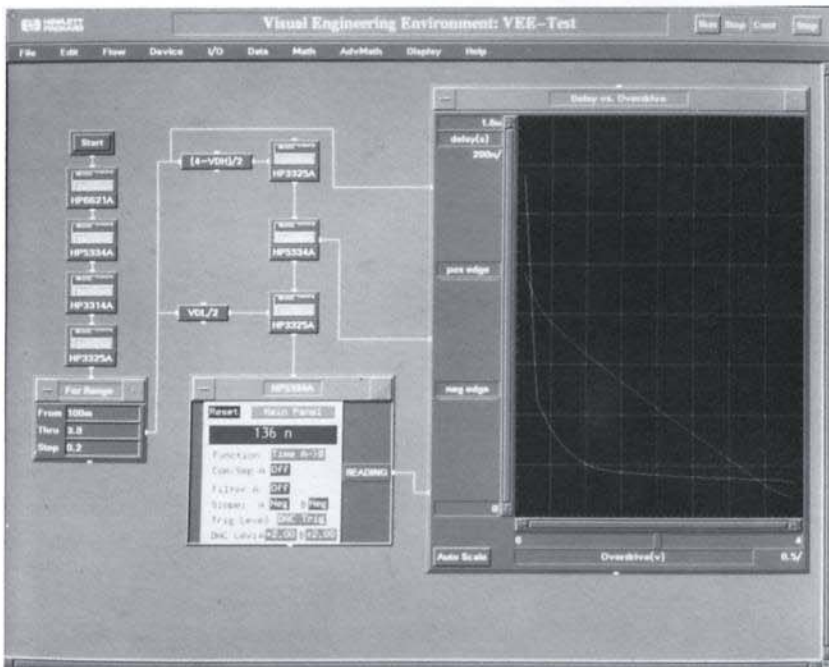 HEWLETT PACKARD
Visual Engineering Environment: VEE-Test
Run Step Cont Stop
File Edit Flow Device I/O Data Math AdvMath Display Help
Start
HP6621A
HP5334A
HP3314A
HP3325A
For Range
From 100m
Thru 3.8
Step 0.2
(4-VDH)/2
HP3325A
HP5334A
VDL/2
HP3325A
HP5334A
Reset Main Panel
136 n
Function: Time A->B
Com/Sep A: Off
Filter A: Off
Slope: A Neg B Neg
Trig Level: DAC Trig
READING
Delay vs. Overdrive
delay(s)
200n/
pos edge
neg edge
0
0 4
Auto Scale Overdrive(v) 0.5/